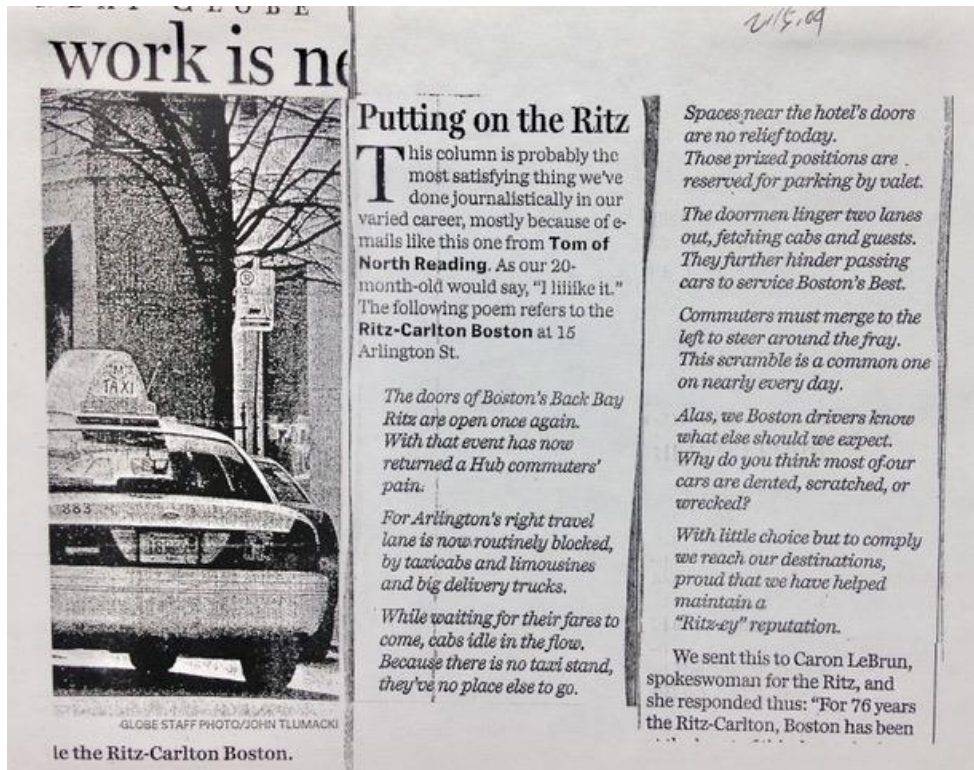 work is
TAXI
883
GLOBE STAFF PHOTO/JOHN TLUMACKI
le the Ritz-Carlton Boston.
Putting on the Ritz
This column is probably the
most satisfying thing we've
done journalistically in our
varied career, mostly because of e-
mails like this one from Tom of
North Reading. As our 20-
month-old would say, "I liiiike it."
The following poem refers to the
Ritz-Carlton Boston at 15
Arlington St.
The doors of Boston's Back Bay
Ritz are open once again.
With that event has now
returned a Hub commuters'
pain.
For Arlington's right travel
lane is now routinely blocked,
by taxicabs and limousines
and big delivery trucks.
While waiting for their fares to
come, cabs idle in the flow.
Because there is no taxi stand,
they've no place else to go.
Spaces near the hotel's doors
are no relief today.
Those prized positions are
reserved for parking by valet.
The doormen linger two lanes
out, fetching cabs and guests.
They further hinder passing
cars to service Boston's Best.
Commuters must merge to the
left to steer around the fray.
This scramble is a common one
on nearly every day.
Alas, we Boston drivers know
what else should we expect.
Why do you think most of our
cars are dented, scratched, or
wrecked?
With little choice but to comply
we reach our destinations,
proud that we have helped
maintain a
"Ritz-ey" reputation.
We sent this to Caron LeBrun,
spokeswoman for the Ritz, and
she responded thus: "For 76 years
the Ritz-Carlton, Boston has been